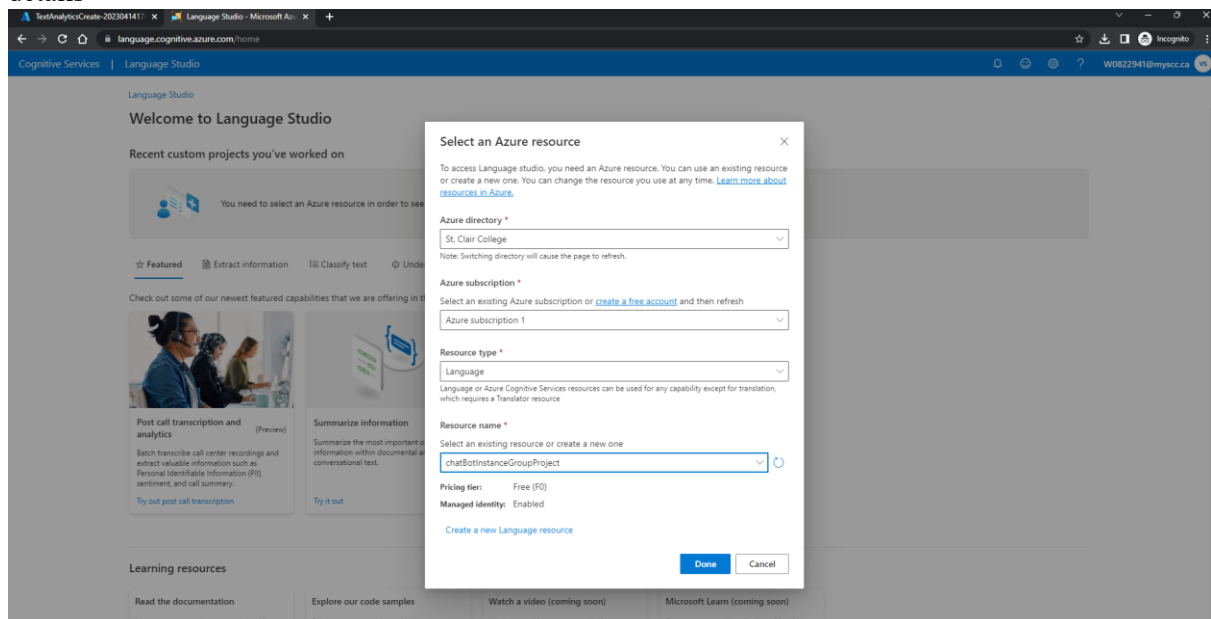 TextAnalyticsCreate-2023041417
Language Studio - Microsoft Azu
language.cognitive.azure.com/home
Incognito
Cognitive Services | Language Studio
W0822941@myscc.ca
VS
Language Studio
Welcome to Language Studio
Recent custom projects you've worked on
You need to select an Azure resource in order to see
Featured
Extract information
Classify text
Unde
Check out some of our newest featured capabilities that we are offering in t
Post call transcription and analytics
(Preview)
Batch transcribe call center recordings and
extract valuable information such as
Personal Identifiable Information (PII),
sentiment, and call summary.
Try out post call transcription
Summarize information
Summarize the most important o
information within documental a
conversational text.
Try it out
Learning resources
Read the documentation
Explore our code samples
Watch a video (coming soon)
Microsoft Learn (coming soon)
Select an Azure resource
To access Language studio, you need an Azure resource. You can use an existing resource
or create a new one. You can change the resource you use at any time. Learn more about
resources in Azure.
Azure directory *
St. Clair College
Note: Switching directory will cause the page to refresh.
Azure subscription *
Select an existing Azure subscription or create a free account and then refresh
Azure subscription 1
Resource type *
Language
Language or Azure Cognitive Services resources can be used for any capability except for translation,
which requires a Translator resource
Resource name *
Select an existing resource or create a new one
chatBotInstanceGroupProject
Pricing tier: Free (F0)
Managed identity: Enabled
Create a new Language resource
Done
Cancel